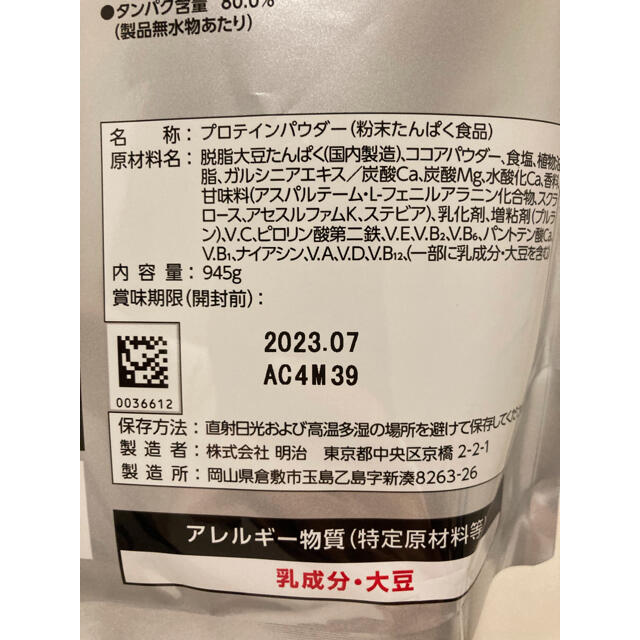 ●タンパク含量 80.0%
(製品無水物あたり)
名　　称：プロテインパウダー(粉末たんぱく食品)
原材料名：脱脂大豆たんぱく(国内製造)、ココアパウダー、食塩、植物油
脂、ガルシニアエキス／炭酸Ca、炭酸Mg、水酸化Ca、香料、
甘味料(アスパルテーム・L-フェニルアラニン化合物、スクラ
ロース、アセスルファムK、ステビア)、乳化剤、増粘剤(プルラ
ン)、V.C、ピロリン酸第二鉄、V.E、V.B₂、V.B₆、パントテン酸Ca、
V.B₁、ナイアシン、V.A、V.D、V.B₁₂、(一部に乳成分・大豆を含む)
内 容 量：945g
賞味期限(開封前)：
2023.07
AC4M39
0036612
保存方法：直射日光および高温多湿の場所を避けて保存してくだ
製 造 者：株式会社 明治　東京都中央区京橋 2-2-1
製 造 所：岡山県倉敷市玉島乙島字新湊8263-26
アレルギー物質(特定原材料等)
乳成分・大豆